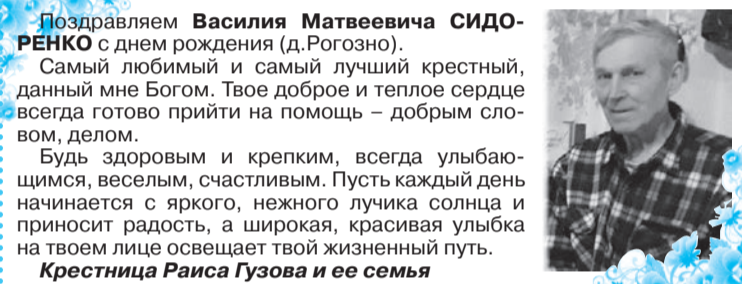 Поздравляем Василия Матвеевича СИДО-
РЕНКО с днем рождения (д.Рогозно).
Самый любимый и самый лучший крестный,
данный мне Богом. Твое доброе и теплое сердце
всегда готово прийти на помощь – добрым сло-
вом, делом.
Будь здоровым и крепким, всегда улыбаю-
щимся, веселым, счастливым. Пусть каждый день
начинается с яркого, нежного лучика солнца и
приносит радость, а широкая, красивая улыбка
на твоем лице освещает твой жизненный путь.
Крестница Раиса Гузова и ее семья